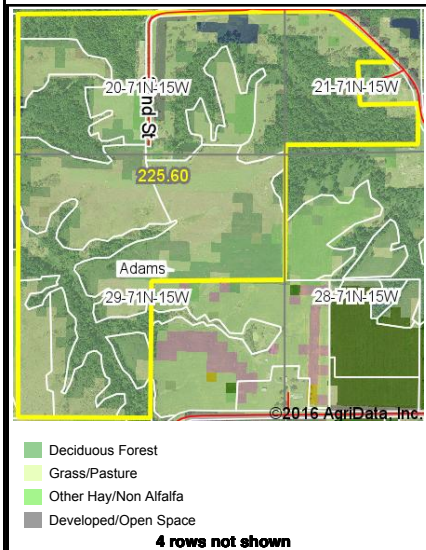 20-71N-15W
21-71N-15W
2nd St
225.60
Adams
29-71N-15W
28-71N-15W
©2016 AgriData, Inc.
Deciduous Forest
Grass/Pasture
Other Hay/Non Alfalfa
Developed/Open Space
4 rows not shown